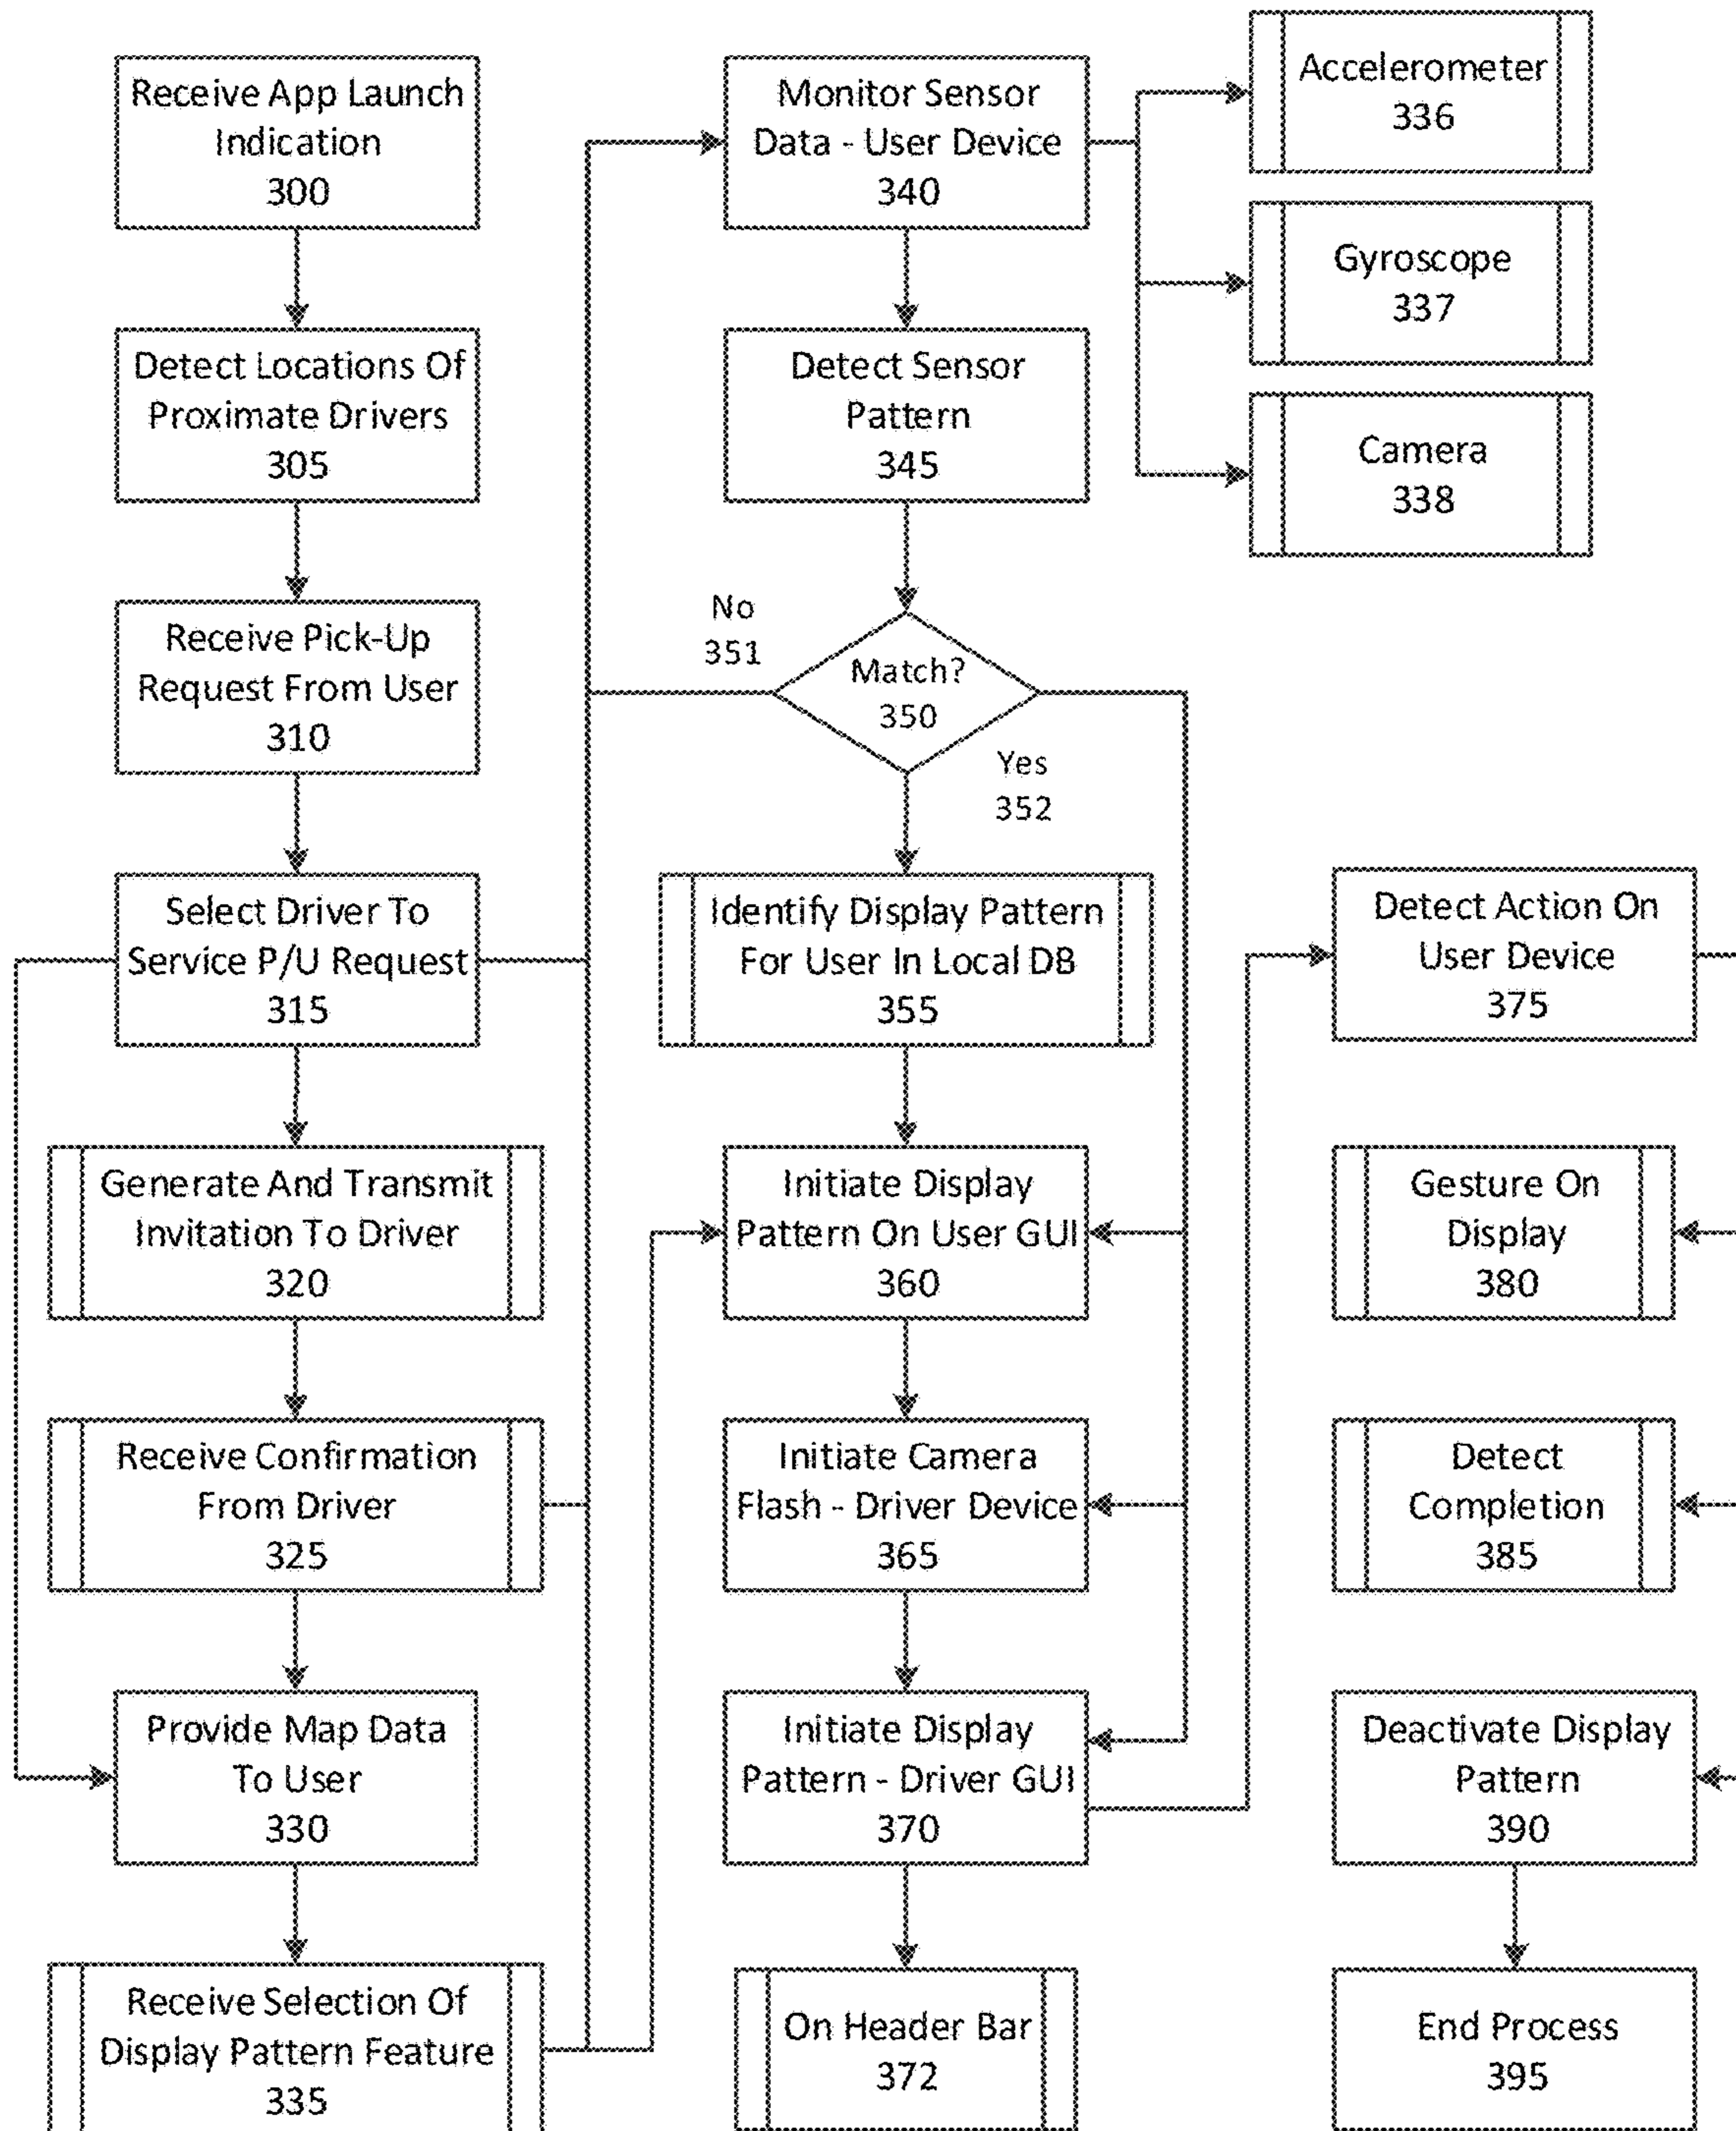 Receive App Launch
Indication
300
Detect Locations Of
Proximate Drivers
305
Receive Pick-Up
Request From User
310
Select Driver To
Service P/U Request
315
Generate And Transmit
Invitation To Driver
320
Receive Confirmation
From Driver
325
Provide Map Data
To User
330
Receive Selection Of
Display Pattern Feature
335
Monitor Sensor
Data - User Device
340
Detect Sensor
Pattern
345
No
351
Match?
350
Yes
352
Identify Display Pattern
For User In Local DB
355
Initiate Display
Pattern On User GUI
360
Initiate Camera
Flash - Driver Device
365
Initiate Display
Pattern - Driver GUI
370
On Header Bar
372
Accelerometer
336
Gyroscope
337
Camera
338
Detect Action On
User Device
375
Gesture On
Display
380
Detect
Completion
385
Deactivate Display
Pattern
390
End Process
395